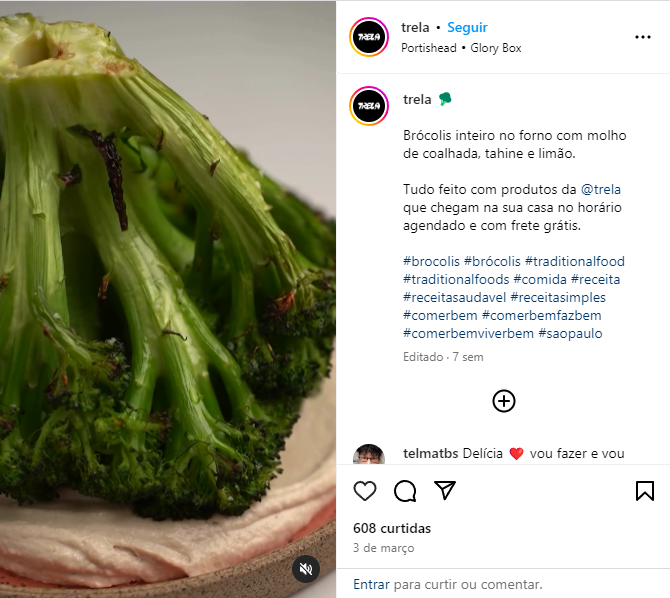 trela • Seguir
Portishead • Glory Box
TRELA
trela
TRELA
Brócolis inteiro no forno com molho
de coalhada, tahine e limão.
Tudo feito com produtos da @trela
que chegam na sua casa no horário
agendado e com frete grátis.
#brocolis #brócolis #traditionalfood
#traditionalfoods #comida #receita
#receitasaudavel #receitasimples
#comerbem #comerbemfazbem
#comerbemviverbem #saopaulo
Editado · 7 sem
telmatbs Delícia ❤️ vou fazer e vou
608 curtidas
3 de março
Entrar para curtir ou comentar.